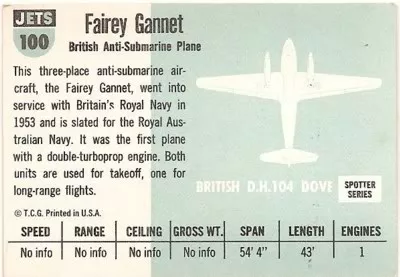 JETS
100
Fairey Gannet
British Anti-Submarine Plane
This three-place anti-submarine air-
craft, the Fairey Gannet, went into
service with Britain's Royal Navy in
1953 and is slated for the Royal Aus-
tralian Navy. It was the first plane
with a double-turboprop engine. Both
units are used for takeoff, one for
long-range flights.
BRITISH D.H.104 DOVE
SPOTTER
SERIES
© T.C.G. Printed in U.S.A.
SPEED RANGE CEILING GROSS WT. SPAN LENGTH ENGINES
No info No info No info No info 54' 4" 43' 1